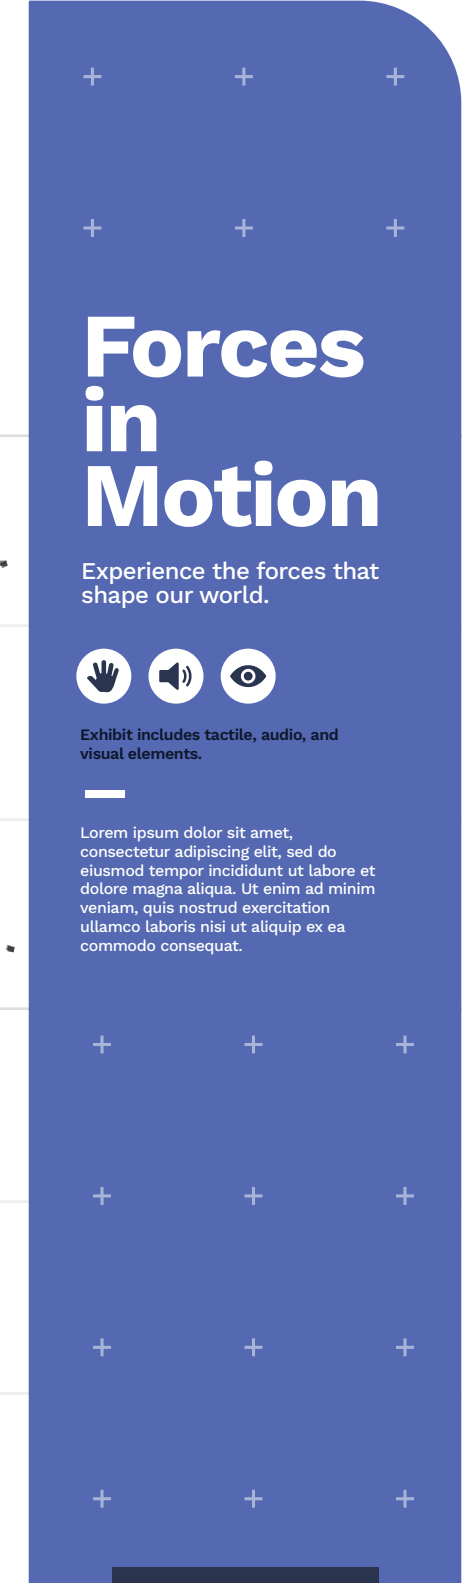 Forces
in
Motion
Experience the forces that
shape our world.
Exhibit includes tactile, audio, and
visual elements.
Lorem ipsum dolor sit amet,
consectetur adipiscing elit, sed do
eiusmod tempor incididunt ut labore et
dolore magna aliqua. Ut enim ad minim
veniam, quis nostrud exercitation
ullamco laboris nisi ut aliquip ex ea
commodo consequat.